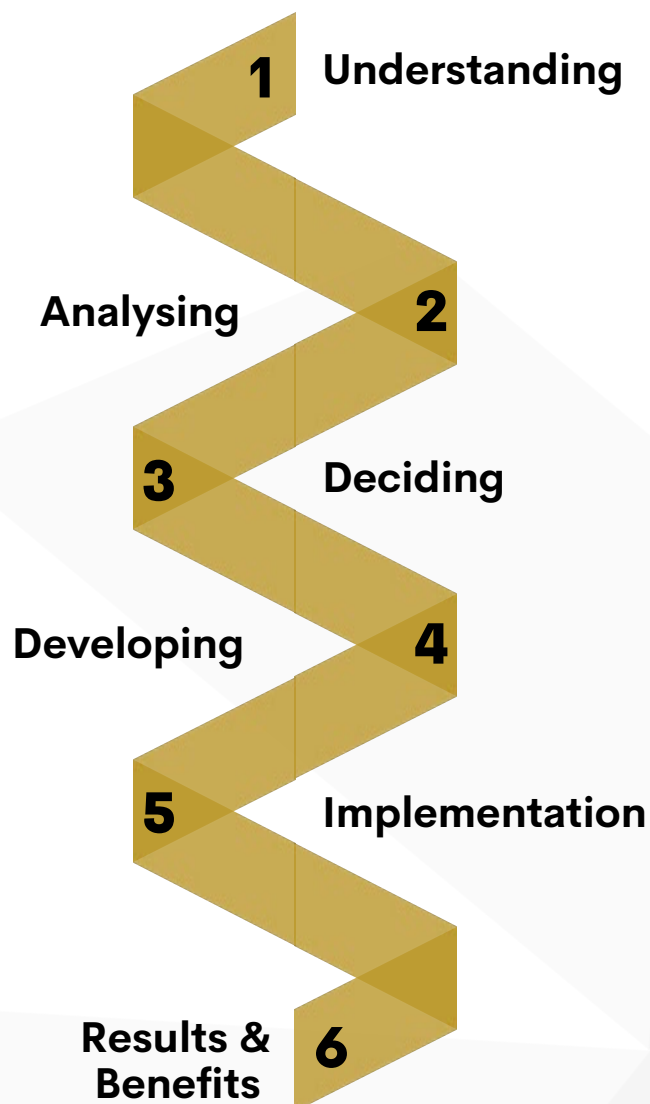 1 Understanding
Analysing 2
3 Deciding
Developing 4
5 Implementation
Results &
Benefits
6